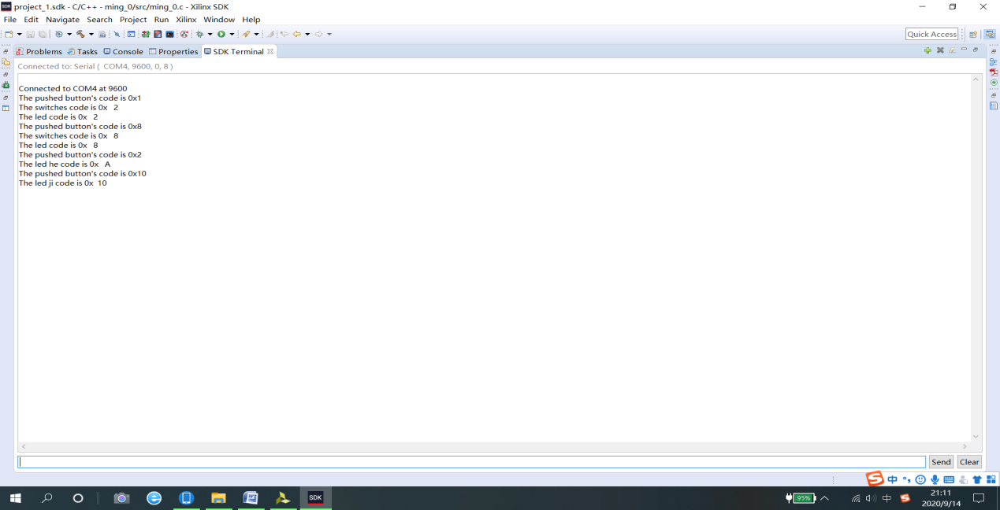 SDK project_1.sdk - C/C++ - ming_0/src/ming_0.c - Xilinx SDK
File Edit Navigate Search Project Run Xilinx Window Help
Quick Access
Problems Tasks Console Properties SDK Terminal
Connected to: Serial ( COM4, 9600, 0, 8 )
Connected to COM4 at 9600
The pushed button's code is 0x1
The switches code is 0x   2
The led code is 0x   2
The pushed button's code is 0x8
The switches code is 0x   8
The led code is 0x   8
The pushed button's code is 0x2
The led he code is 0x   A
The pushed button's code is 0x10
The led ji code is 0x  10
Send Clear
S 中
SDK
95% 中 S 21:11
2020/9/14